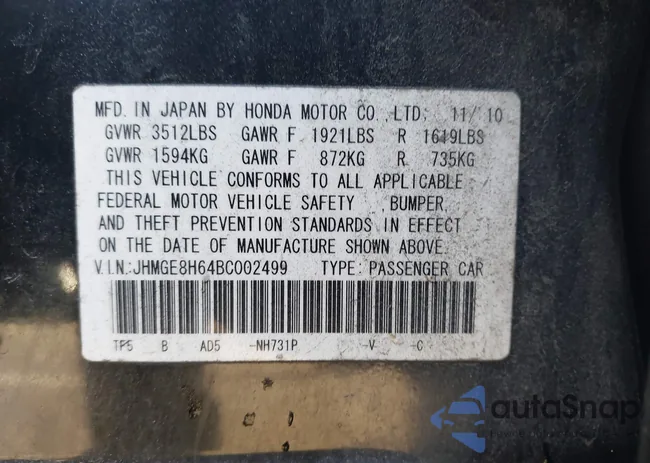 MFD. IN JAPAN BY HONDA MOTOR CO.,LTD. 11/10
GVWR 3512LBS GAWR F 1921LBS R 1619LBS
GVWR 1594KG GAWR F 872KG R 735KG
THIS VEHICLE CONFORMS TO ALL APPLICABLE
FEDERAL MOTOR VEHICLE SAFETY ,BUMPER,
AND THEFT PREVENTION STANDARDS IN EFFECT
ON THE DATE OF MANUFACTURE SHOWN ABOVE.
V.I.N.:JHMGE8H64BC002499 TYPE: PASSENGER CAR
TF5 B AD5 -NH731P -V -C
autoSnap